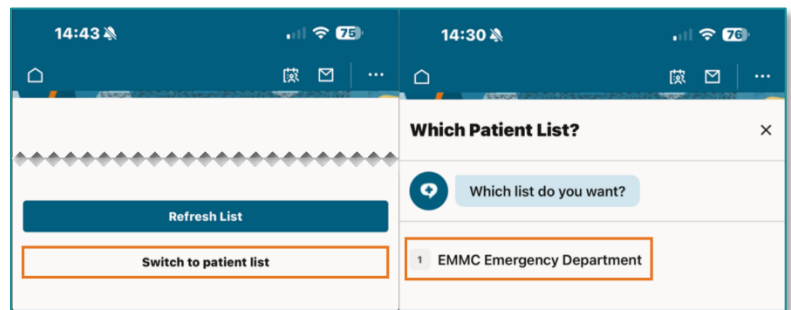 14:43
75
Refresh List
Switch to patient list
14:30
76
Which Patient List?
Which list do you want?
1 EMMC Emergency Department